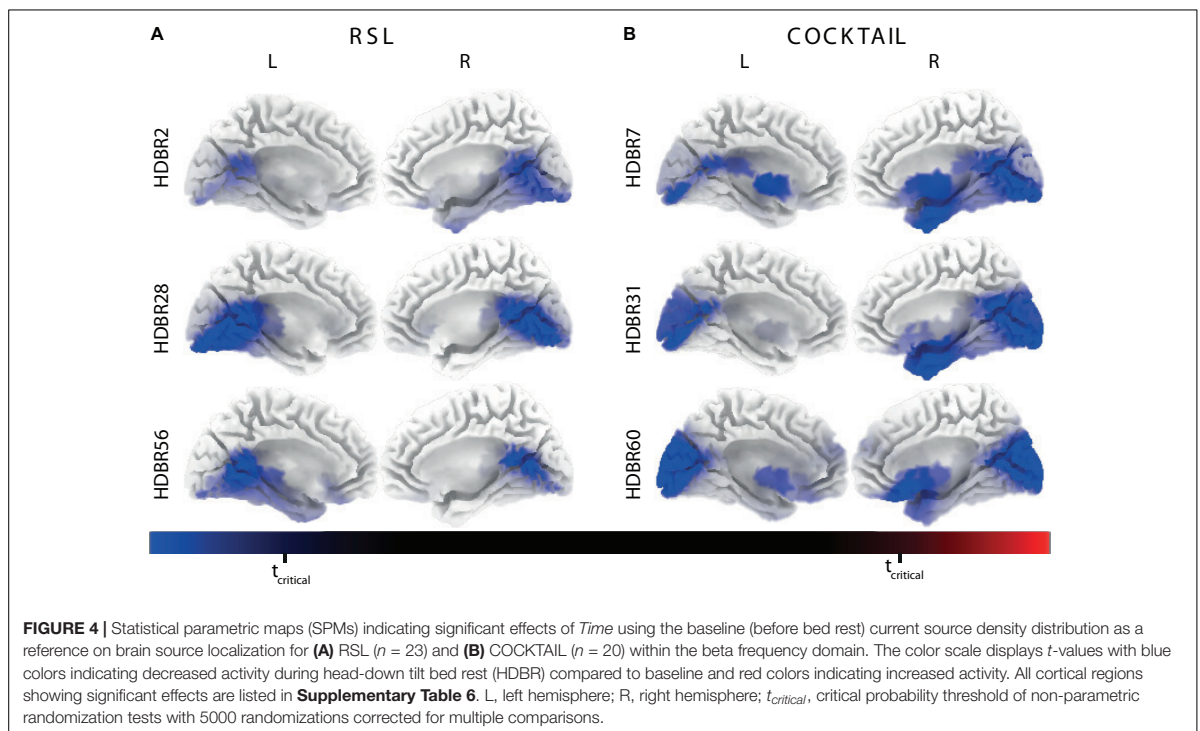 A
RSL
L
R
B
COCKTAIL
L
R
HDBR2
HDBR7
HDBR28
HDBR31
HDBR56
HDBR60
tcritical
tcritical
FIGURE 4 | Statistical parametric maps (SPMs) indicating significant effects of Time using the baseline (before bed rest) current source density distribution as a
reference on brain source localization for (A) RSL (n = 23) and (B) COCKTAIL (n = 20) within the beta frequency domain. The color scale displays t-values with blue
colors indicating decreased activity during head-down tilt bed rest (HDBR) compared to baseline and red colors indicating increased activity. All cortical regions
showing significant effects are listed in Supplementary Table 6. L, left hemisphere; R, right hemisphere; tcritical, critical probability threshold of non-parametric
randomization tests with 5000 randomizations corrected for multiple comparisons.